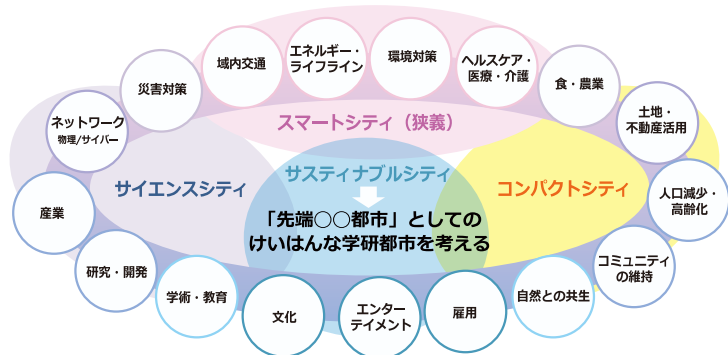 域内交通
エネルギー・
ライフライン
環境対策
ヘルスケア・
医療・介護
災害対策
食・農業
ネットワーク
物理/サイバー
土地・
不動産活用
スマートシティ（狭義）
サイエンスシティ
サスティナブルシティ
コンパクトシティ
産業
人口減少・
高齢化
「先端〇〇都市」としての
けいはんな学研都市を考える
研究・開発
コミュニティ
の維持
学術・教育
文化
エンター
テイメント
雇用
自然との共生